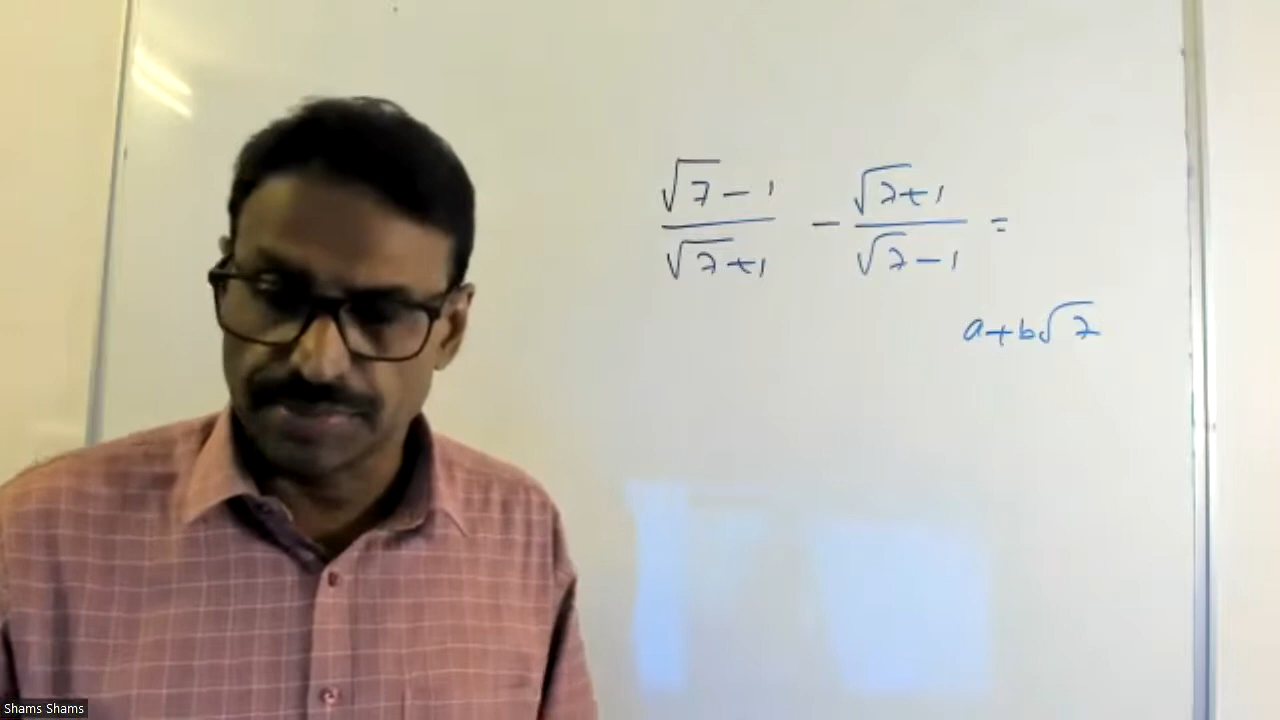 √7 - 1 / √7 + 1 - √7 + 1 / √7 - 1 =
a + b√7
Shams Shams